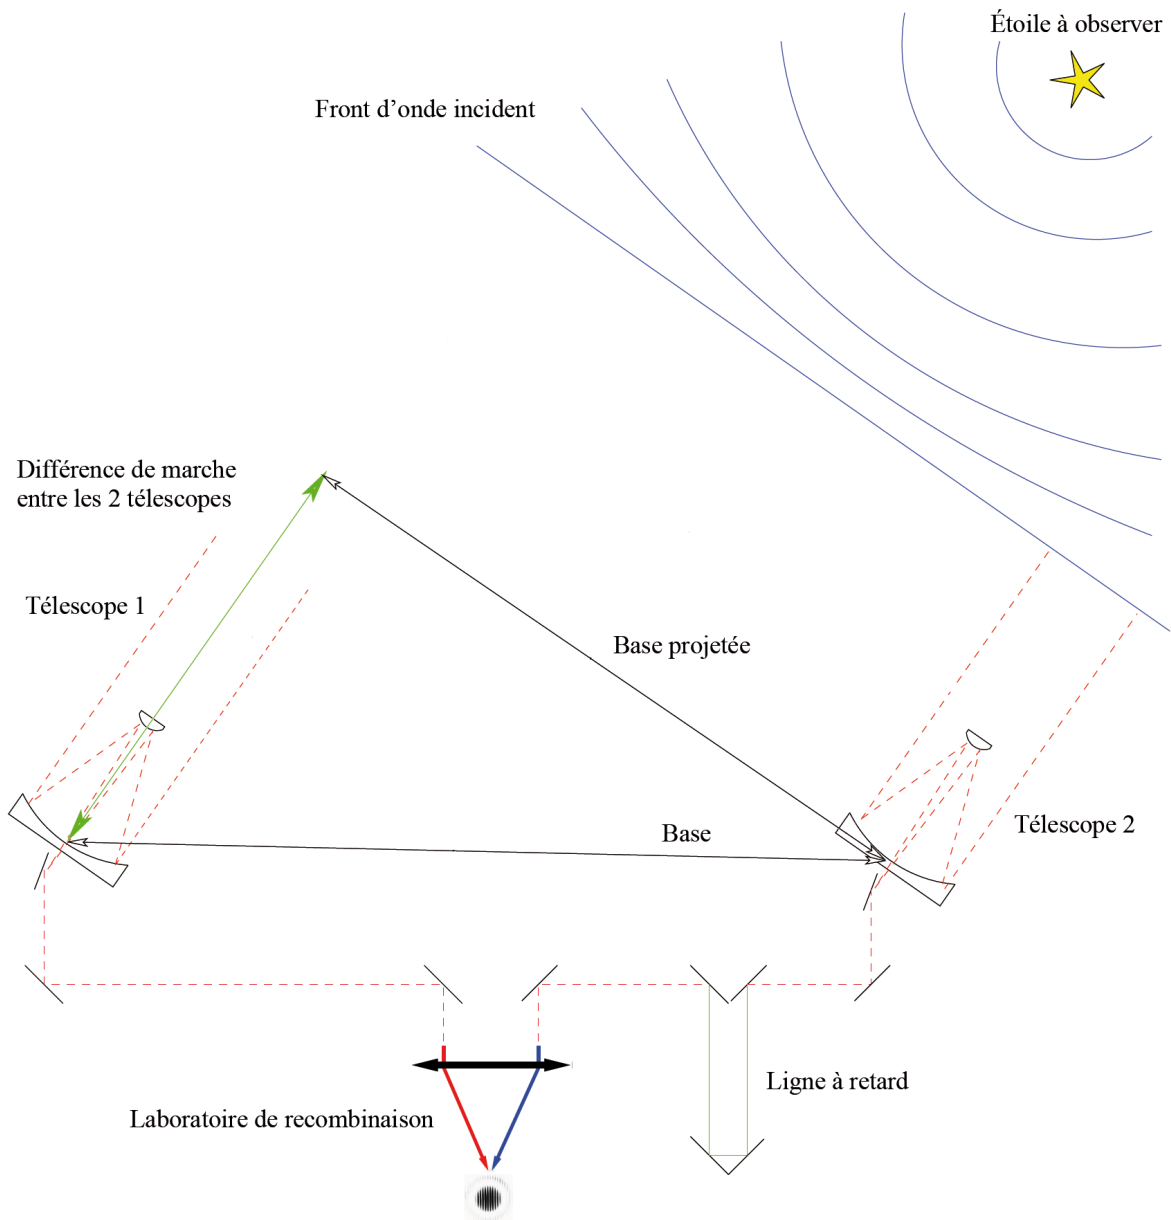 Étoile à observer
Front d’onde incident
Différence de marche
entre les 2 télescopes
Télescope 1
Base projetée
Base
Télescope 2
Ligne à retard
Laboratoire de recombinaison